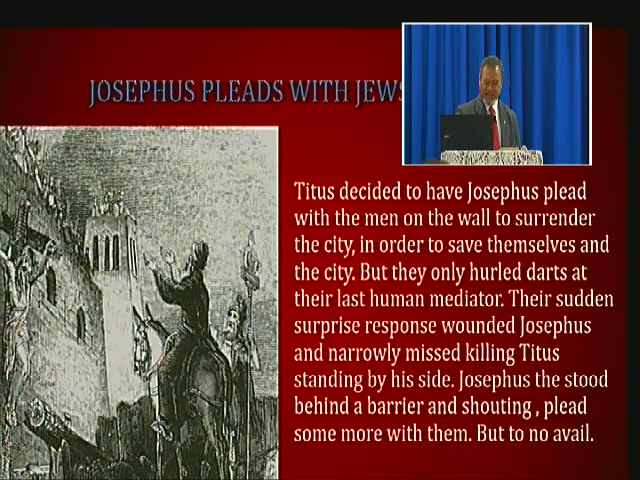 JOSEPHUS PLEADS WITH JEWS
Titus decided to have Josephus plead
with the men on the wall to surrender
the city, in order to save themselves and
the city. But they only hurled darts at
their last human mediator. Their sudden
surprise response wounded Josephus
and narrowly missed killing Titus
standing by his side. Josephus the stood
behind a barrier and shouting , plead
some more with them. But to no avail.